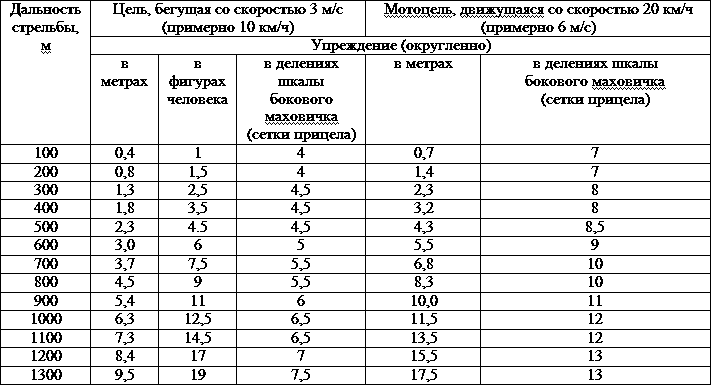 Дальность стрельбы, м | Цель, бегущая со скоростью 3 м/с (примерно 10 км/ч) | Мотоцель, движущаяся со скоростью 20 км/ч (примерно 6 м/с)
Упреждение (округленно)
в метрах | в фигурах человека | в делениях шкалы бокового маховичка (сетки прицела) | в метрах | в делениях шкалы бокового маховичка (сетки прицела)
100 | 0,4 | 1 | 4 | 0,7 | 7
200 | 0,8 | 1,5 | 4 | 1,4 | 7
300 | 1,3 | 2,5 | 4,5 | 2,3 | 8
400 | 1,8 | 3,5 | 4,5 | 3,2 | 8
500 | 2,3 | 4.5 | 4,5 | 4,3 | 8,5
600 | 3,0 | 6 | 5 | 5,5 | 9
700 | 3,7 | 7,5 | 5,5 | 6,8 | 10
800 | 4,5 | 9 | 5,5 | 8,3 | 10
900 | 5,4 | 11 | 6 | 10,0 | 11
1000 | 6,3 | 12,5 | 6,5 | 11,5 | 12
1100 | 7,3 | 14,5 | 6,5 | 13,5 | 12
1200 | 8,4 | 17 | 7 | 15,5 | 13
1300 | 9,5 | 19 | 7,5 | 17,5 | 13